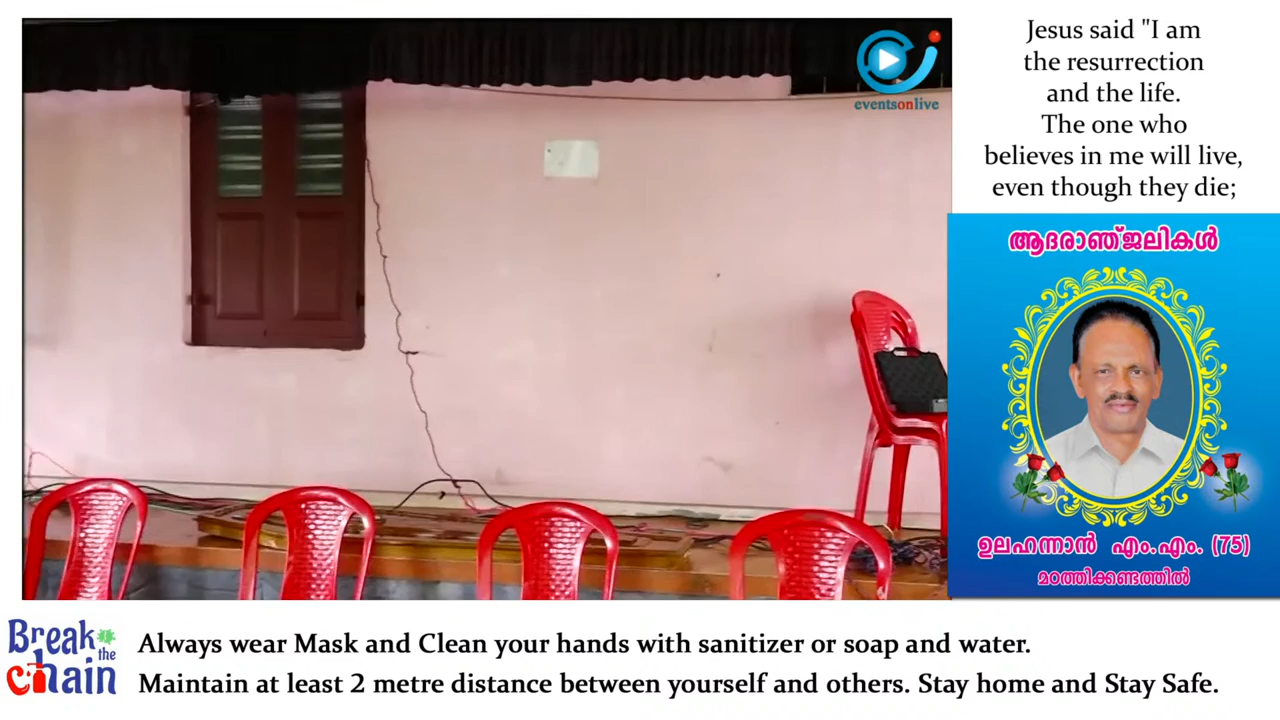 eventsonlive
Jesus said "I am
the resurrection
and the life.
The one who
believes in me will live,
even though they die;
ആദരാഞ്ജലികൾ
ഉലഹന്നാൻ എം.എം. (75)
മഠത്തിക്കണ്ടത്തിൽ
Break
the
chain
Always wear Mask and Clean your hands with sanitizer or soap and water.
Maintain at least 2 metre distance between yourself and others. Stay home and Stay Safe.